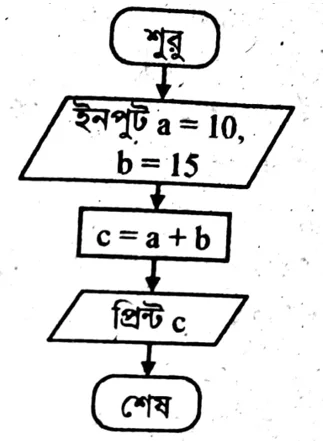 শুরু
ইনপুট a = 10,
b = 15
c = a + b
প্রিন্ট c
শেষ